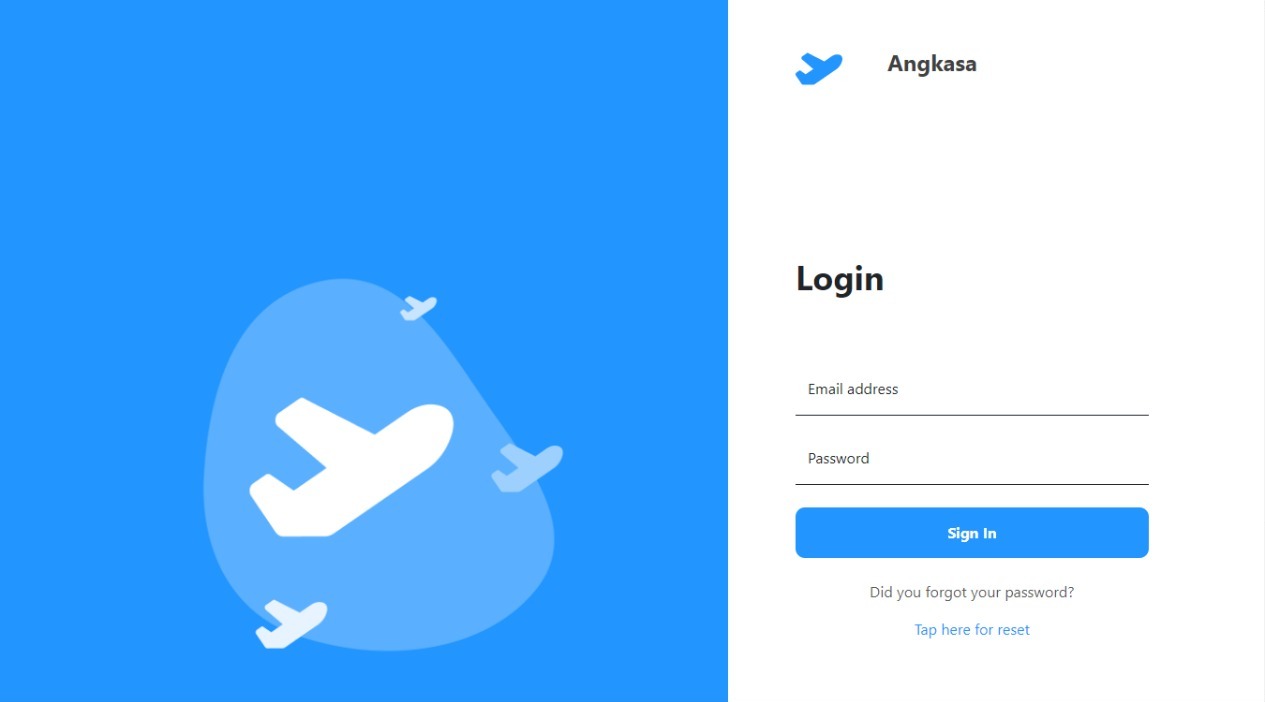 Angkasa
Login
Email address
Password
Sign In
Did you forgot your password?
Tap here for reset